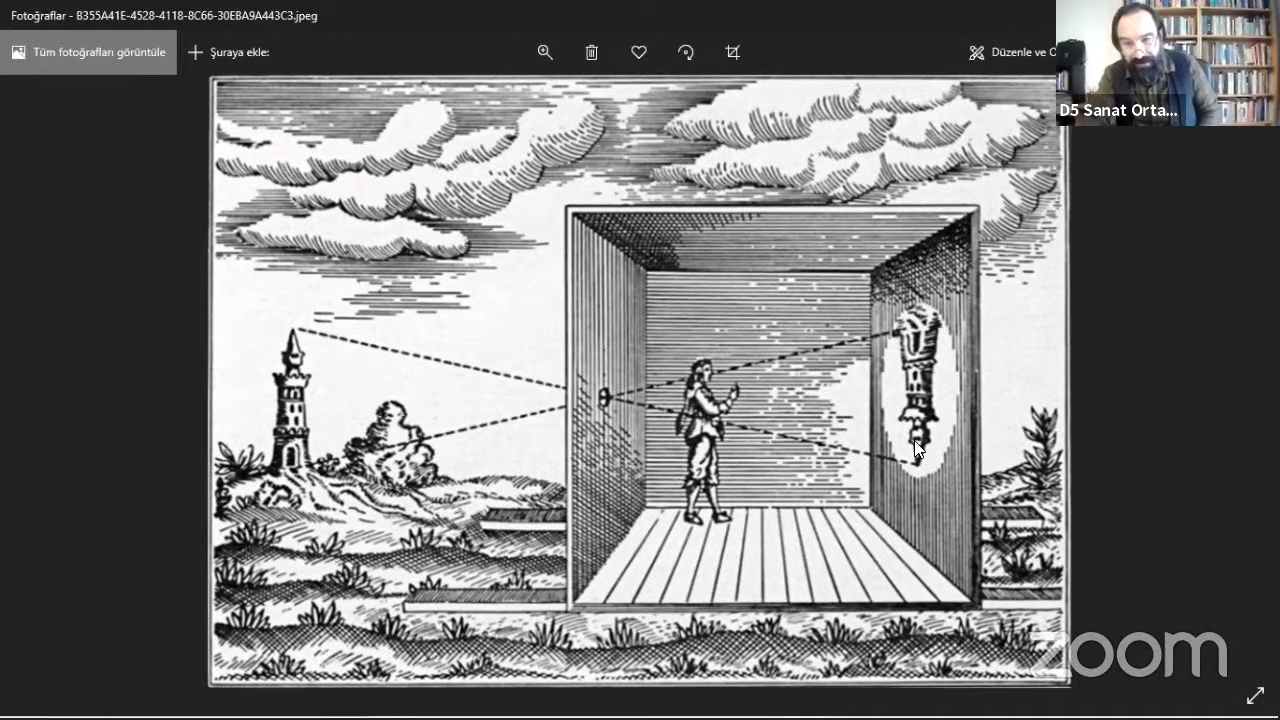 Fotoğraflar - B355A41E-4528-4118-8C66-30EBA9A443C3.jpeg
Tüm fotoğrafları görüntüle
Şuraya ekle:
Düzenle ve O
D5 Sanat Orta...
zoom